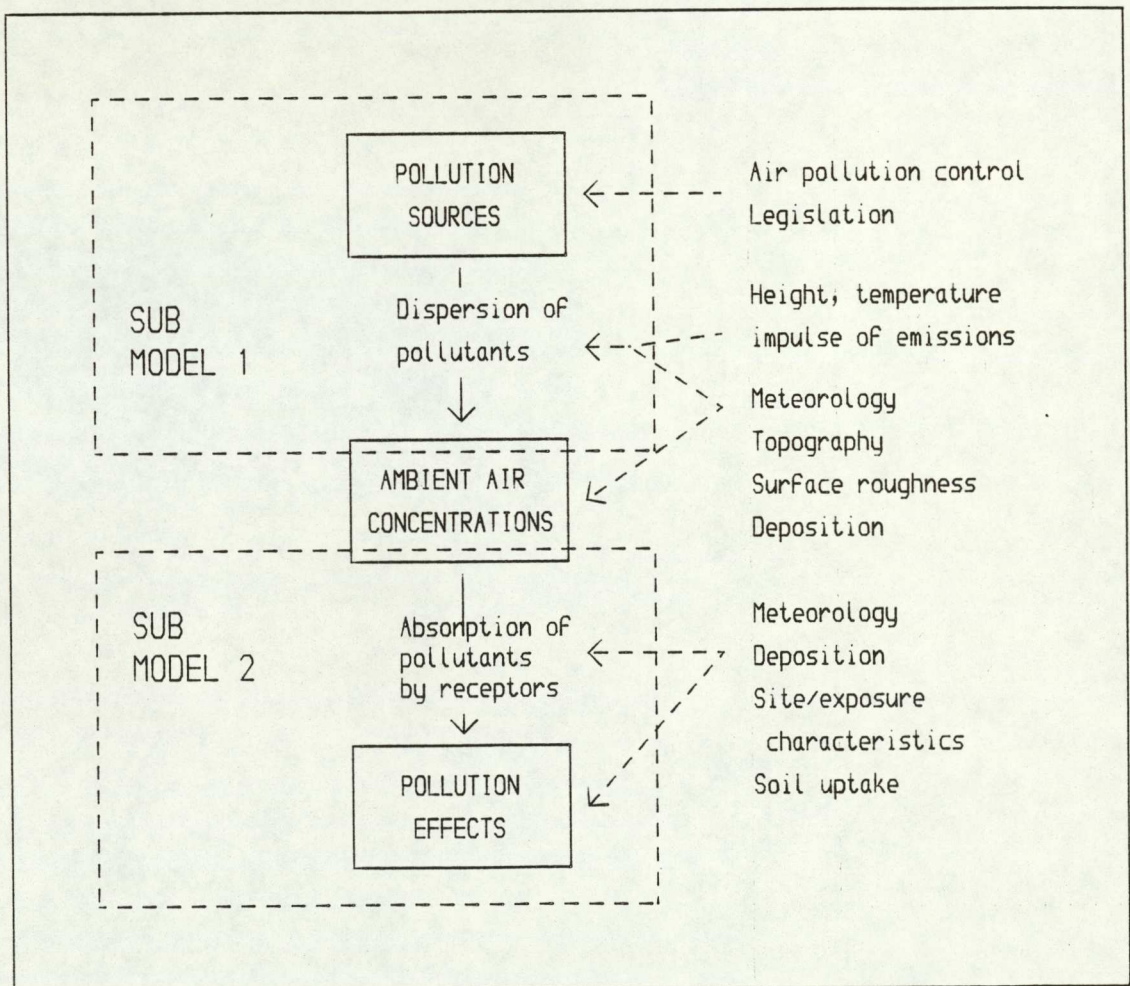 POLLUTION
SOURCES
Air pollution control
Legislation
SUB
MODEL 1
Dispersion of
pollutants
Height, temperature
impulse of emissions
Meteorology
Topography
Surface roughness
Deposition
AMBIENT AIR
CONCENTRATIONS
SUB
MODEL 2
Absorption of
pollutants
by receptors
Meteorology
Deposition
Site/exposure
characteristics
Soil uptake
POLLUTION
EFFECTS